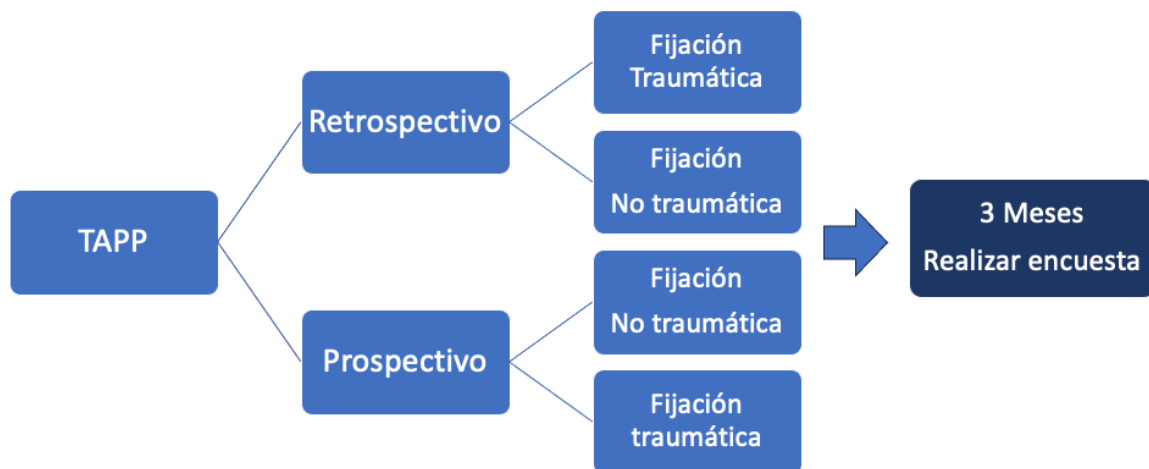 TAPP
Retrospectivo
Prospectivo
Fijación
Traumática
Fijación
No traumática
Fijación
No traumática
Fijación
traumática
3 Meses
Realizar encuesta